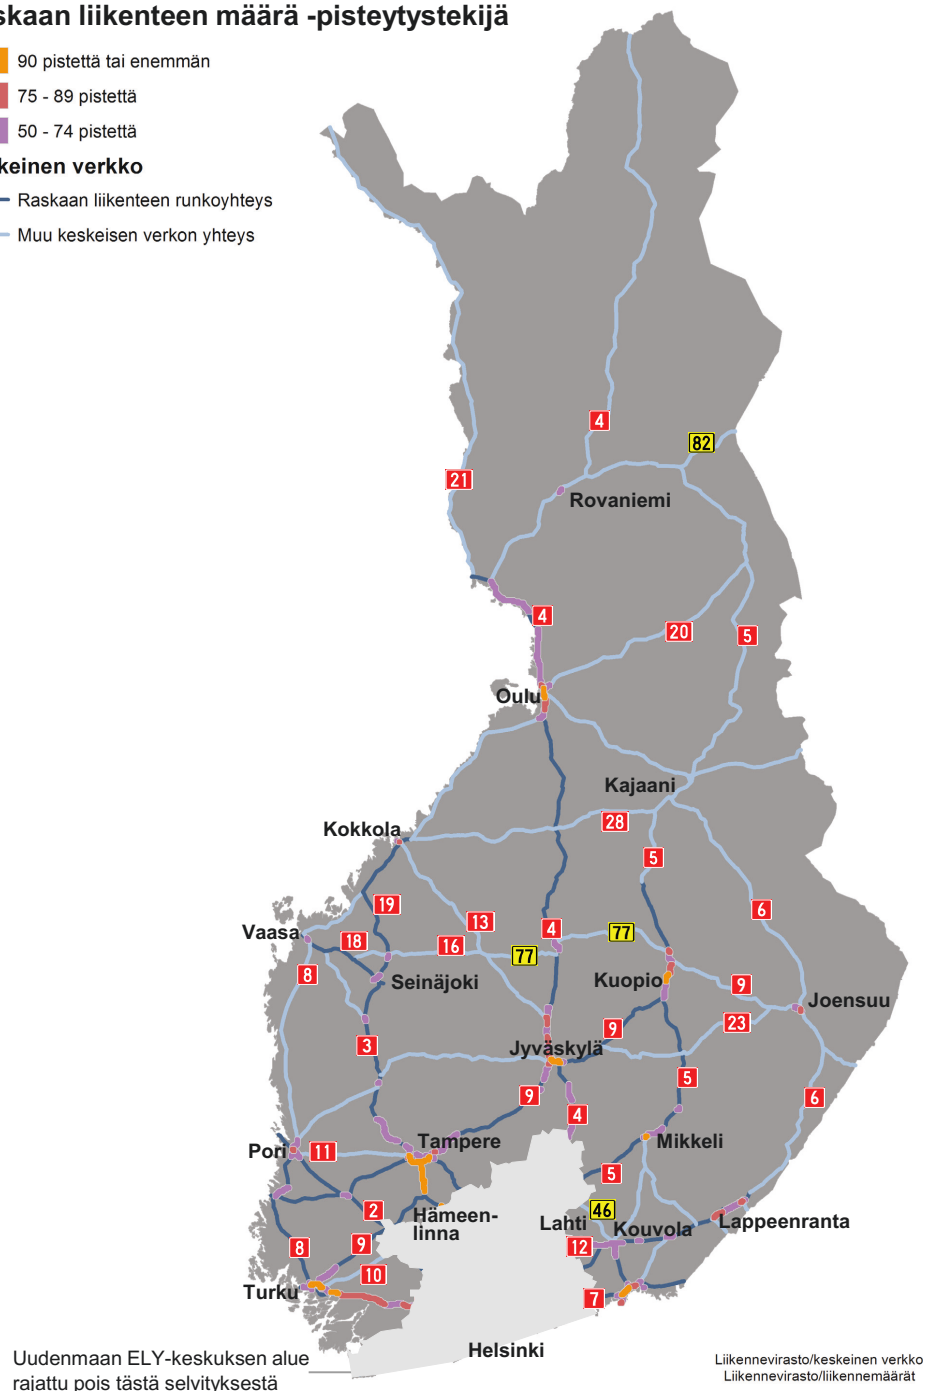 skaan liikenteen määrä -pisteytystekijä
90 pistettä tai enemmän
75 - 89 pistettä
50 - 74 pistettä
keinen verkko
Raskaan liikenteen runkoyhteys
Muu keskeisen verkon yhteys
4
82
21
Rovaniemi
4
20
5
Oulu
Kajaani
28
Kokkola
5
19
13
6
Vaasa
18
16
4
77
77
8
Seinäjoki
Kuopio
9
Joensuu
23
9
3
Jyväskylä
5
9
4
6
Pori
11
Tampere
Mikkeli
5
2
Hämeen-
linna
46
Lahti
Kouvola
Lappeenranta
8
9
12
10
Turku
7
Helsinki
Uudenmaan ELY-keskuksen alue
rajattu pois tästä selvityksestä
Liikennevirasto/keskeinen verkko
Liikennevirasto/liikennemäärät